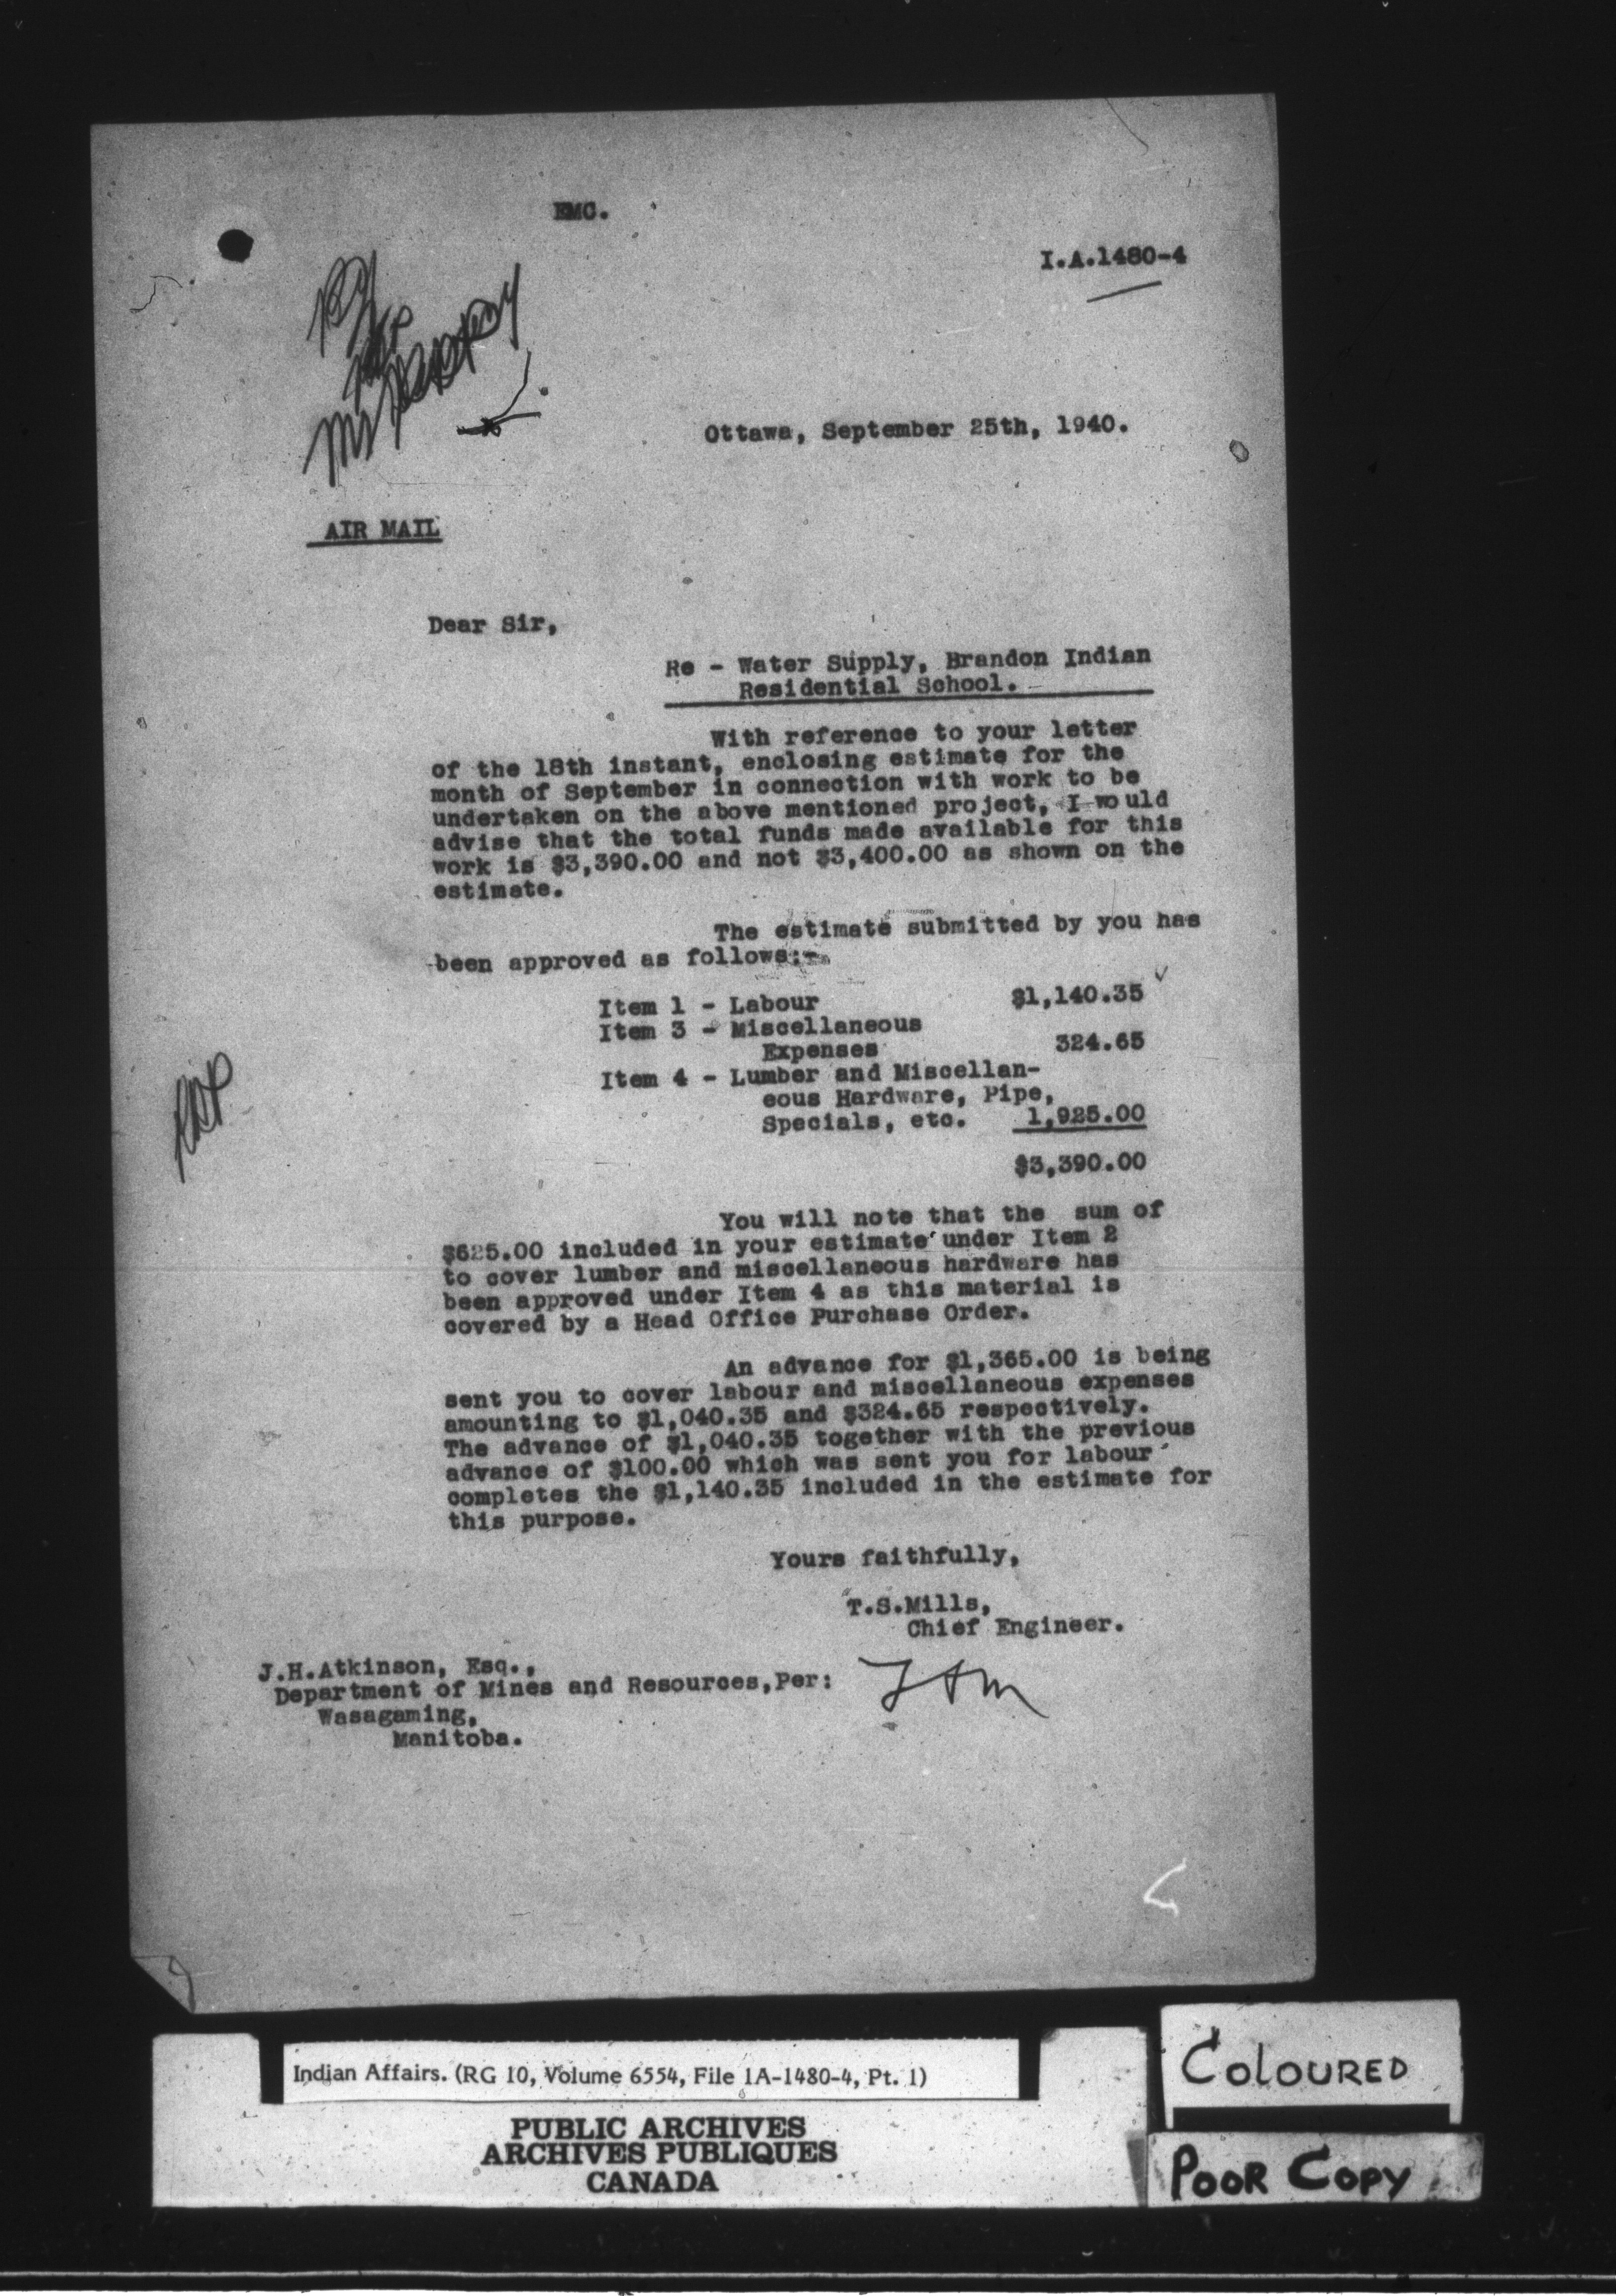 EMC.
I.A.1480-4
Ottawa, September 25th, 1940.
AIR MAIL
Dear Sir,
Re - Water Supply, Brandon Indian
Residential School.
With reference to your letter
of the 18th instant, enclosing estimate for the
month of September in connection with work to be
undertaken on the above mentioned project, I would
advise that the total funds made available for this
work is $3,390.00 and not $3,400.00 as shown on the
estimate.
The estimate submitted by you has
been approved as follows:-
Item 1 - Labour $1,140.35
Item 3 - Miscellaneous
Expenses 324.65
Item 4 - Lumber and Miscellan-
eous Hardware, Pipe,
Specials, etc. 1,925.00
$3,390.00
You will note that the sum of
$625.00 included in your estimate under Item 2
to cover lumber and miscellaneous hardware has
been approved under Item 4 as this material is
covered by a Head Office Purchase Order.
An advance for $1,365.00 is being
sent you to cover labour and miscellaneous expenses
amounting to $1,040.35 and $324.65 respectively.
The advance of $1,040.35 together with the previous
advance of $100.00 which was sent you for labour
completes the $1,140.35 included in the estimate for
this purpose.
Yours faithfully,
T.S.Mills,
Chief Engineer.
J.H.Atkinson, Esq.,
Department of Mines and Resources, Per:
Wasagaming,
Manitoba.
Indian Affairs. (RG 10, Volume 6554, File 1A-1480-4, Pt. 1)
PUBLIC ARCHIVES
ARCHIVES PUBLIQUES
CANADA
COLOURED
POOR COPY